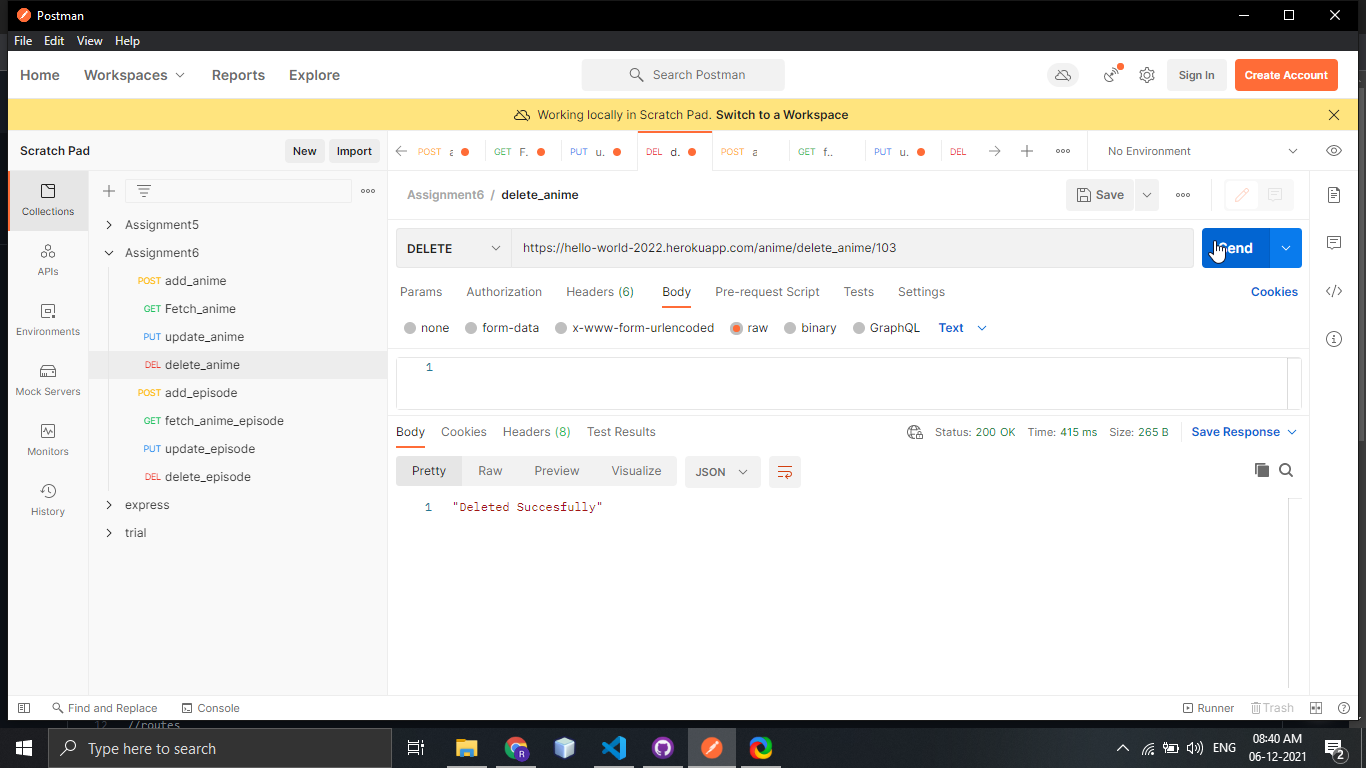 Postman
File Edit View Help
Home Workspaces Reports Explore Search Postman Sign In Create Account
Working locally in Scratch Pad. Switch to a Workspace
Scratch Pad New Import
POST a GET F. PUT u. DEL d. POST a GET f.. PUT u. DEL No Environment
Collections
APIs
Environments
Mock Servers
Monitors
History
Assignment5
Assignment6
POST add_anime
GET Fetch_anime
PUT update_anime
DEL delete_anime
POST add_episode
GET fetch_anime_episode
PUT update_episode
DEL delete_episode
express
trial
Assignment6 / delete_anime Save
DELETE https://hello-world-2022.herokuapp.com/anime/delete_anime/103 Send
Params Authorization Headers (6) Body Pre-request Script Tests Settings Cookies
none form-data x-www-form-urlencoded raw binary GraphQL Text
1
Body Cookies Headers (8) Test Results Status: 200 OK Time: 415 ms Size: 265 B Save Response
Pretty Raw Preview Visualize JSON
1 "Deleted Succesfully"
Find and Replace Console Runner Trash
12 //routes
Type here to search
R
ENG
08:40 AM
06-12-2021
2